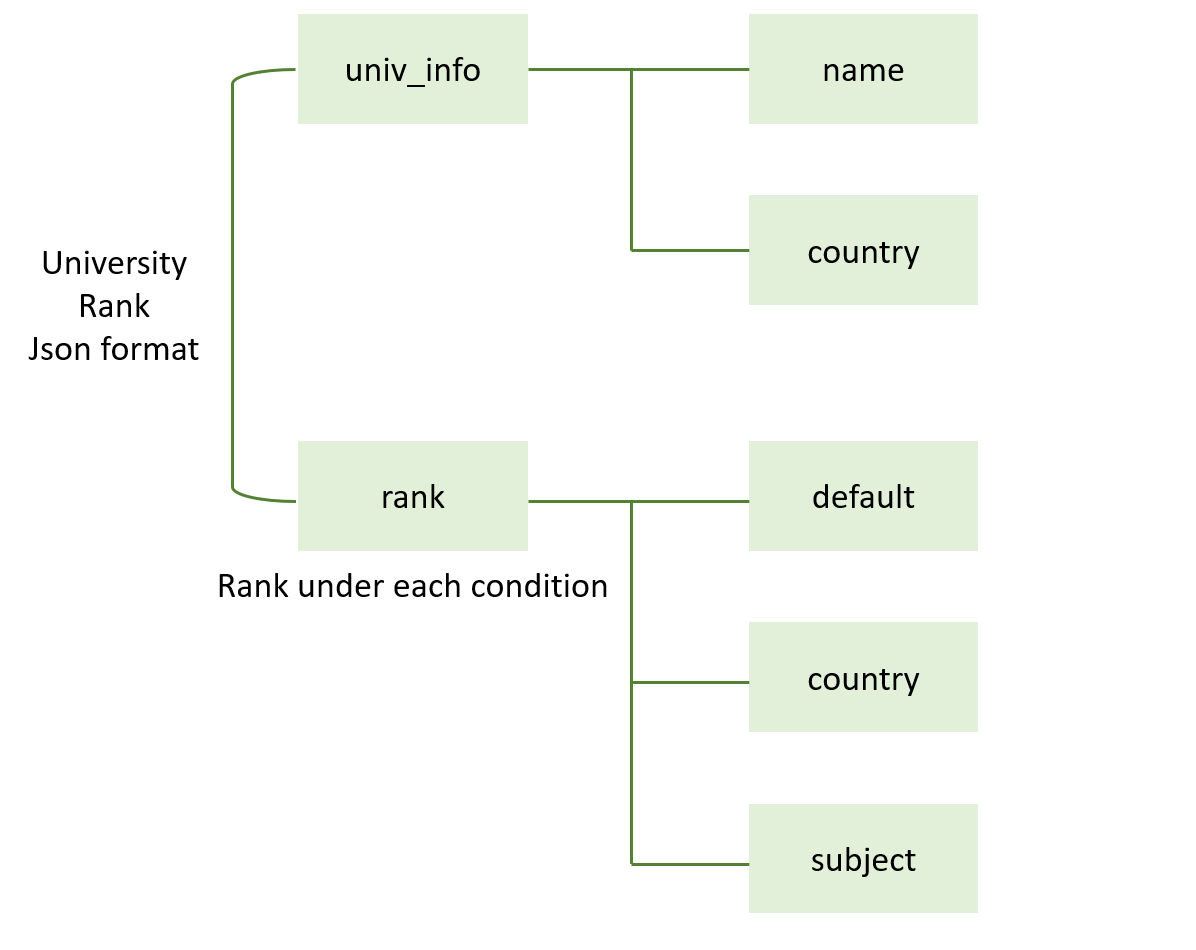 univ_info
name
country
University
Rank
Json format
rank
default
Rank under each condition
country
subject